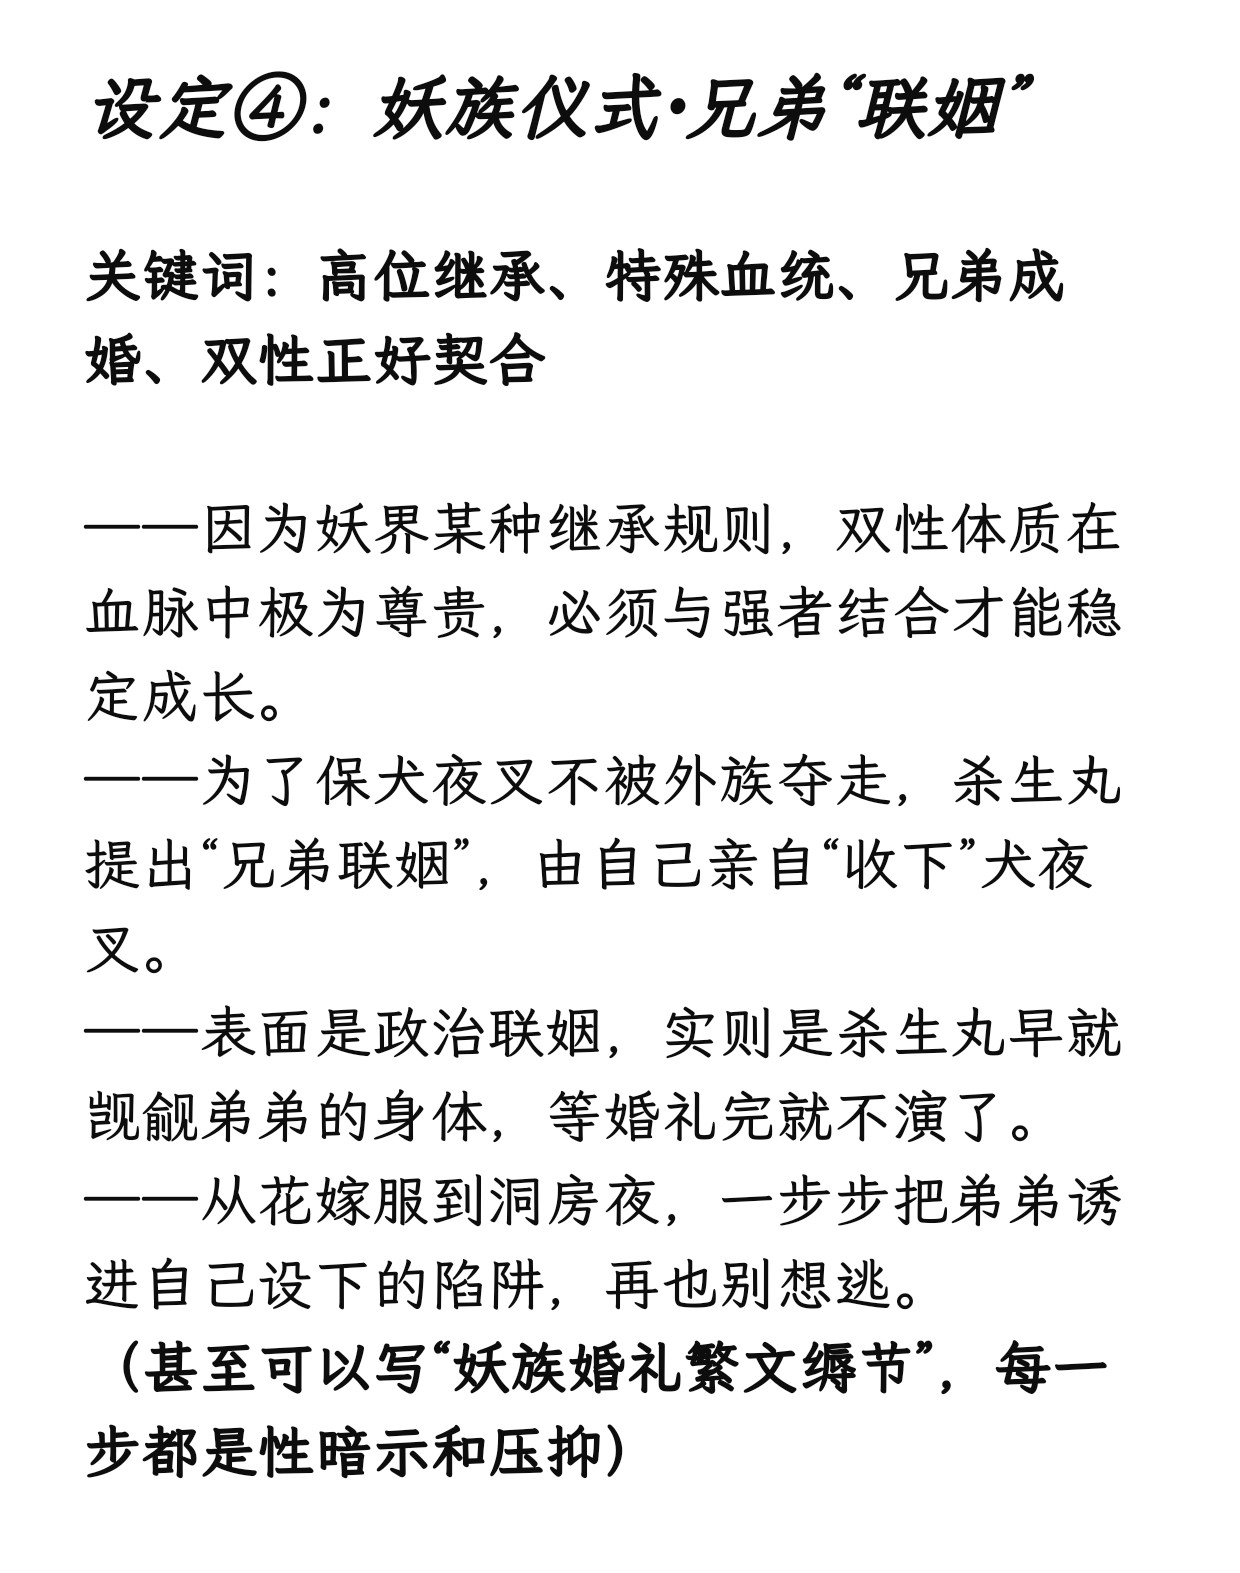 设定④：妖族仪式·兄弟“联姻”
关键词：高位继承、特殊血统、兄弟成
婚、双性正好契合
——因为妖界某种继承规则，双性体质在
血脉中极为尊贵，必须与强者结合才能稳
定成长。
——为了保犬夜叉不被外族夺走，杀生丸
提出“兄弟联姻”，由自己亲自“收下”犬夜
叉。
——表面是政治联姻，实则是杀生丸早就
觊觎弟弟的身体，等婚礼完就不演了。
——从花嫁服到洞房夜，一步步把弟弟诱
进自己设下的陷阱，再也别想逃。
（甚至可以写“妖族婚礼繁文缛节”，每一
步都是性暗示和压抑）